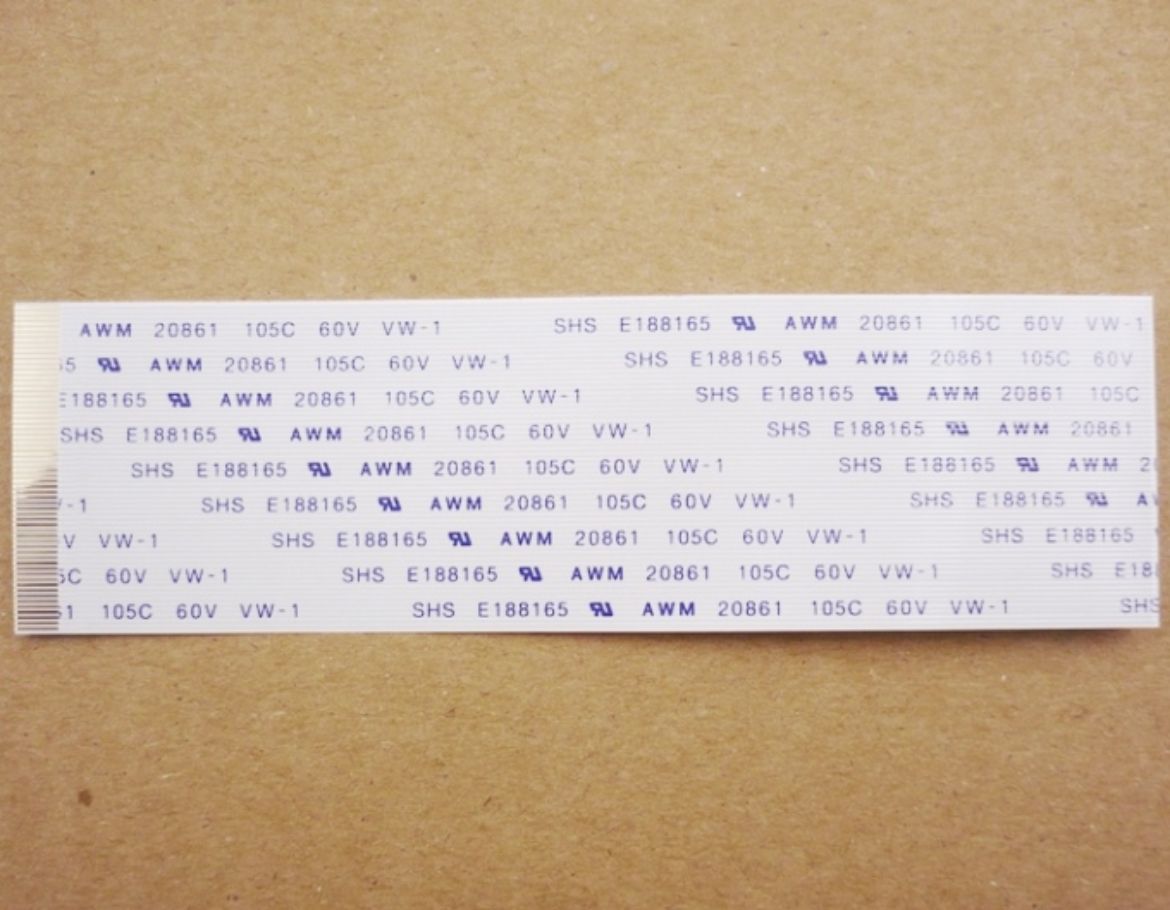 AWM 20861 105C 60V VW-1 SHS E188165 AWM 20861 105C 60V VW-1
AWM 20861 105C 60V VW-1 SHS E188165 AWM 20861 105C 60V
E188165 AWM 20861 105C 60V VW-1 SHS E188165 AWM 20861 105C
SHS E188165 AWM 20861 105C 60V VW-1 SHS E188165 AWM 20861
SHS E188165 AWM 20861 105C 60V VW-1 SHS E188165 AWM
SHS E188165 AWM 20861 105C 60V VW-1 SHS E188165
V VW-1 SHS E188165 AWM 20861 105C 60V VW-1 SHS E188165
60V VW-1 SHS E188165 AWM 20861 105C 60V VW-1 SHS
105C 60V VW-1 SHS E188165 AWM 20861 105C 60V VW-1 SHS